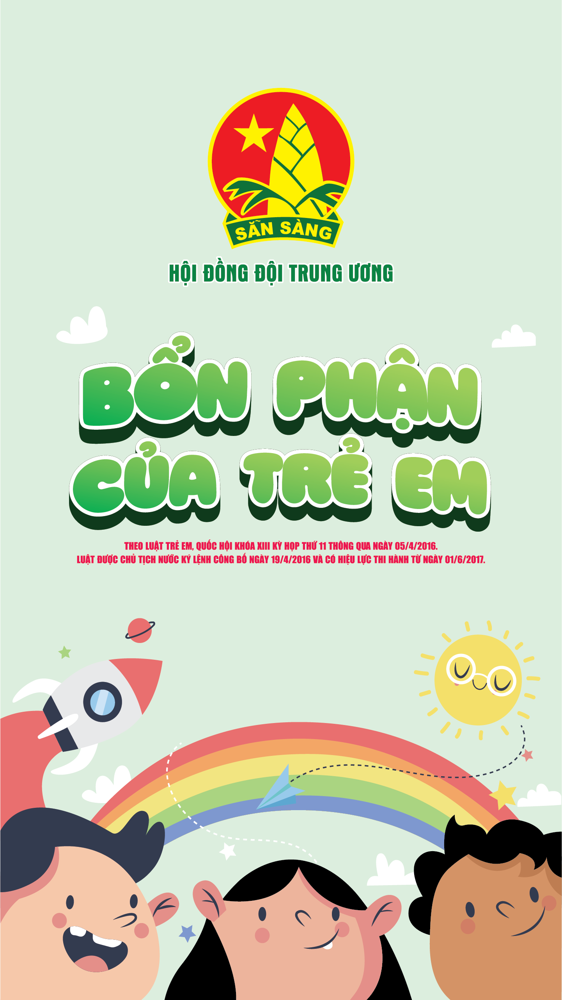 SẴN SÀNG
HỘI ĐỒNG ĐỘI TRUNG ƯƠNG
BỔN PHẬN
CỦA TRẺ EM
THEO LUẬT TRẺ EM, QUỐC HỘI KHÓA XIII KỲ HỌP THỨ 11 THÔNG QUA NGÀY 05/4/2016.
LUẬT ĐƯỢC CHỦ TỊCH NƯỚC KÝ LỆNH CÔNG BỐ NGÀY 19/4/2016 VÀ CÓ HIỆU LỰC THI HÀNH TỪ NGÀY 01/6/2017.